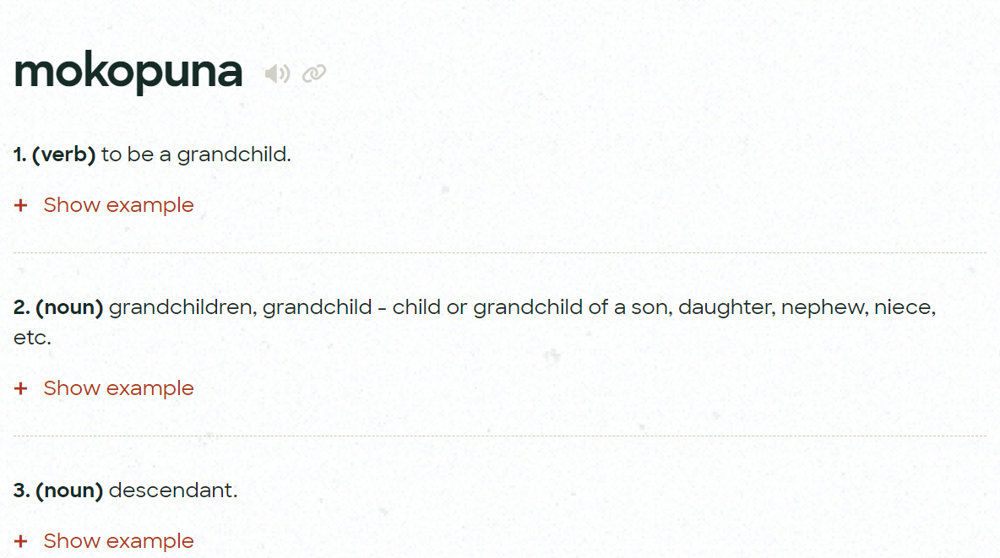 mokopuna
1. (verb) to be a grandchild.
+ Show example
2. (noun) grandchildren, grandchild - child or grandchild of a son, daughter, nephew, niece,
etc.
+ Show example
3. (noun) descendant.
+ Show example